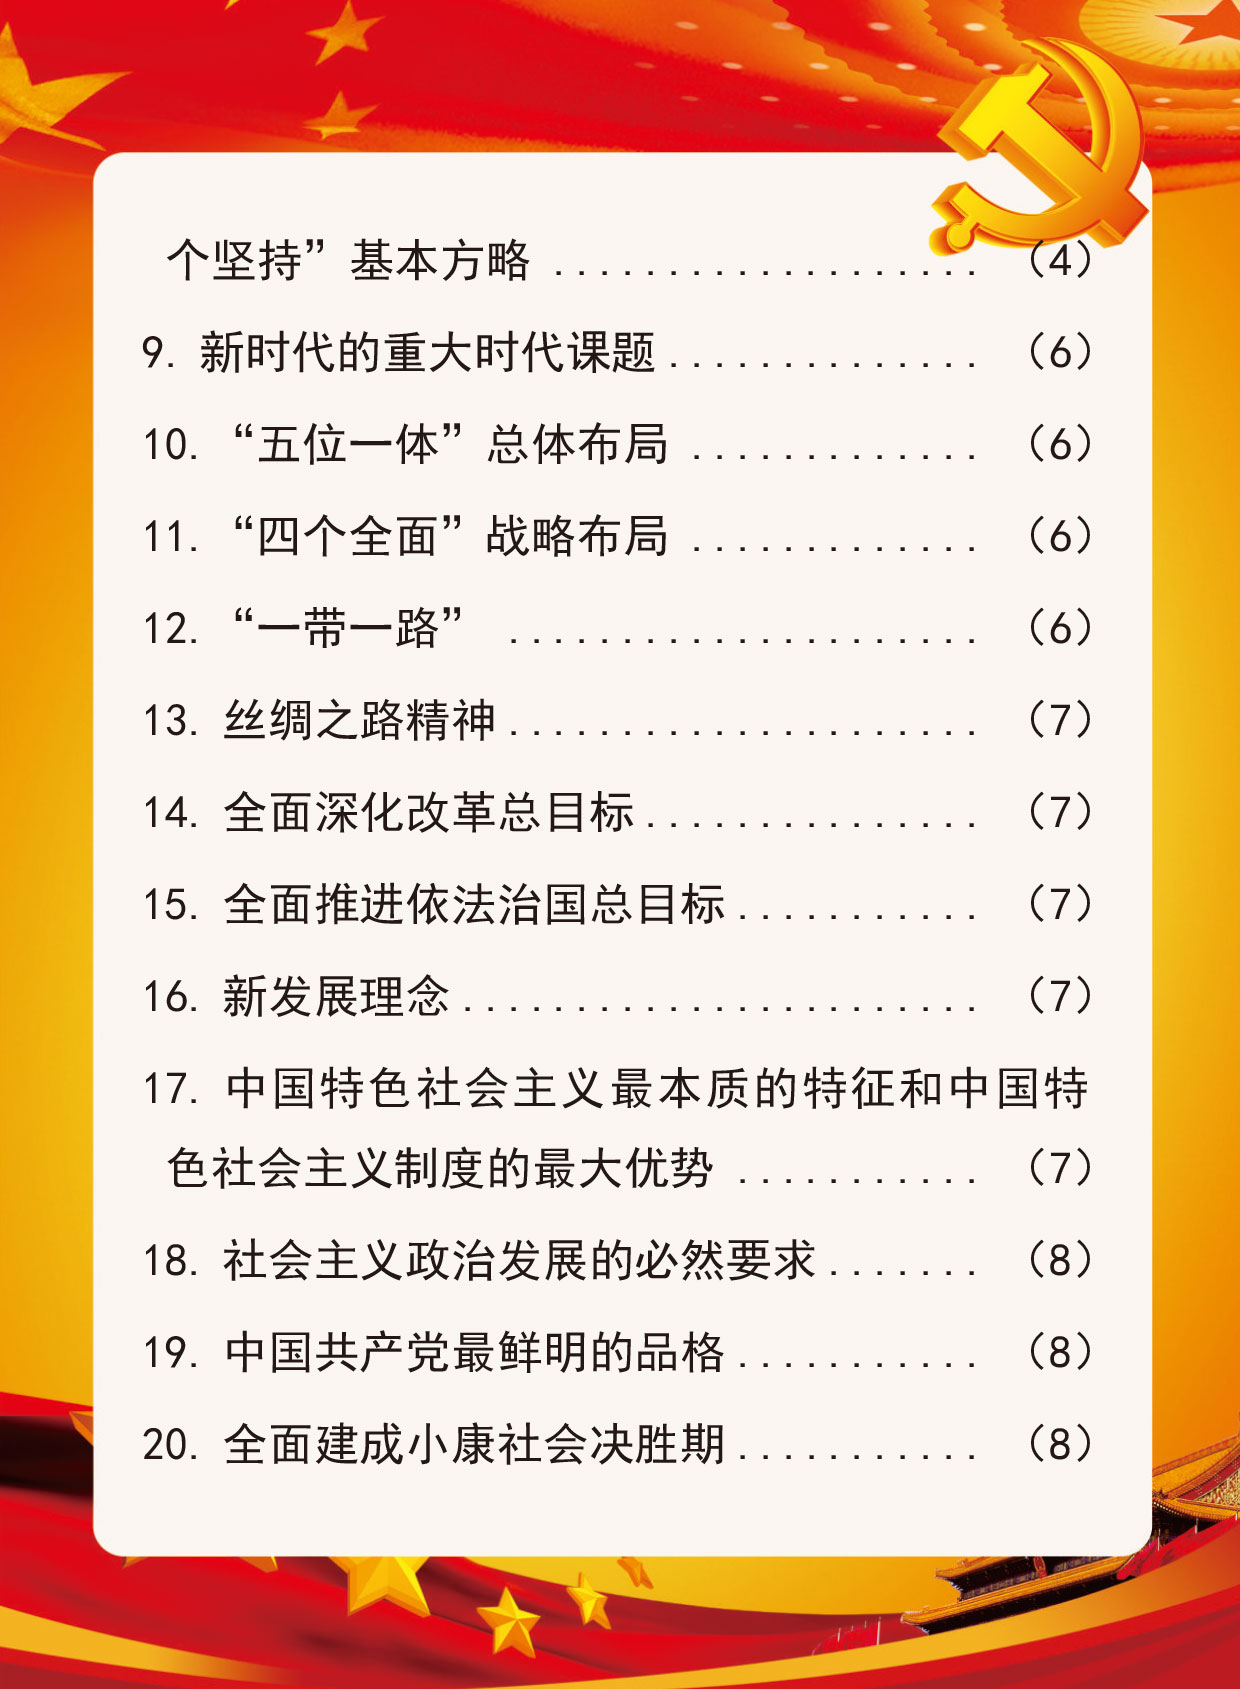 个坚持”基本方略 ................... (4)
9. 新时代的重大时代课题.............. (6)
10. “五位一体”总体布局 ............. (6)
11. “四个全面”战略布局 ............. (6)
12. “一带一路” ..................... (6)
13. 丝绸之路精神..................... (7)
14. 全面深化改革总目标............... (7)
15. 全面推进依法治国总目标........... (7)
16. 新发展理念....................... (7)
17. 中国特色社会主义最本质的特征和中国特
色社会主义制度的最大优势 ........... (7)
18. 社会主义政治发展的必然要求....... (8)
19. 中国共产党最鲜明的品格........... (8)
20. 全面建成小康社会决胜期........... (8)